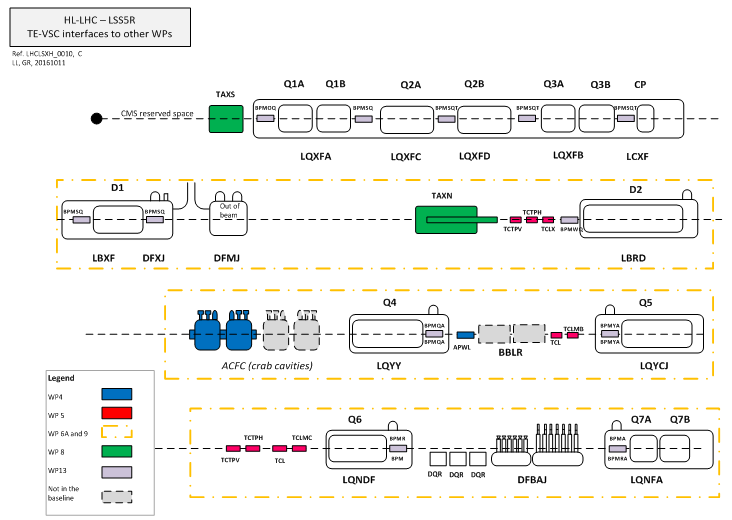 HL-LHC – LSS5R
TE-VSC interfaces to other WPs
Ref. LHCLSXH_0010, C
LL, GR, 20161011
TAXS
Q1A Q1B Q2A Q2B Q3A Q3B CP
CMS reserved space
BPMQQ BPMSQ BPMSQT BPMSQT BPMSQT
LQXFA LQXFC LQXFD LQXFB LCXF
D1 TAXN D2
BPMSQ BPMSQ
Out of
beam
TCTPH
TCTPV TCLX BPMWQ
LBXF DFXJ DFMJ LBRD
Q4 Q5
BPMQA BPMYA
TCLMB
BPMQA APWL TCL BPMYA
BBLR
ACFC (crab cavities) LQYY LQYCJ
Legend
WP4
WP 5
WP 6A and 9
WP 8
WP13
Not in the
baseline
Q6 Q7A Q7B
TCTPH TCLMC BPMR BPMA
TCTPV TCL BPM BPMRA
DQR DQR DQR
LQNDF DFBAJ LQNFA